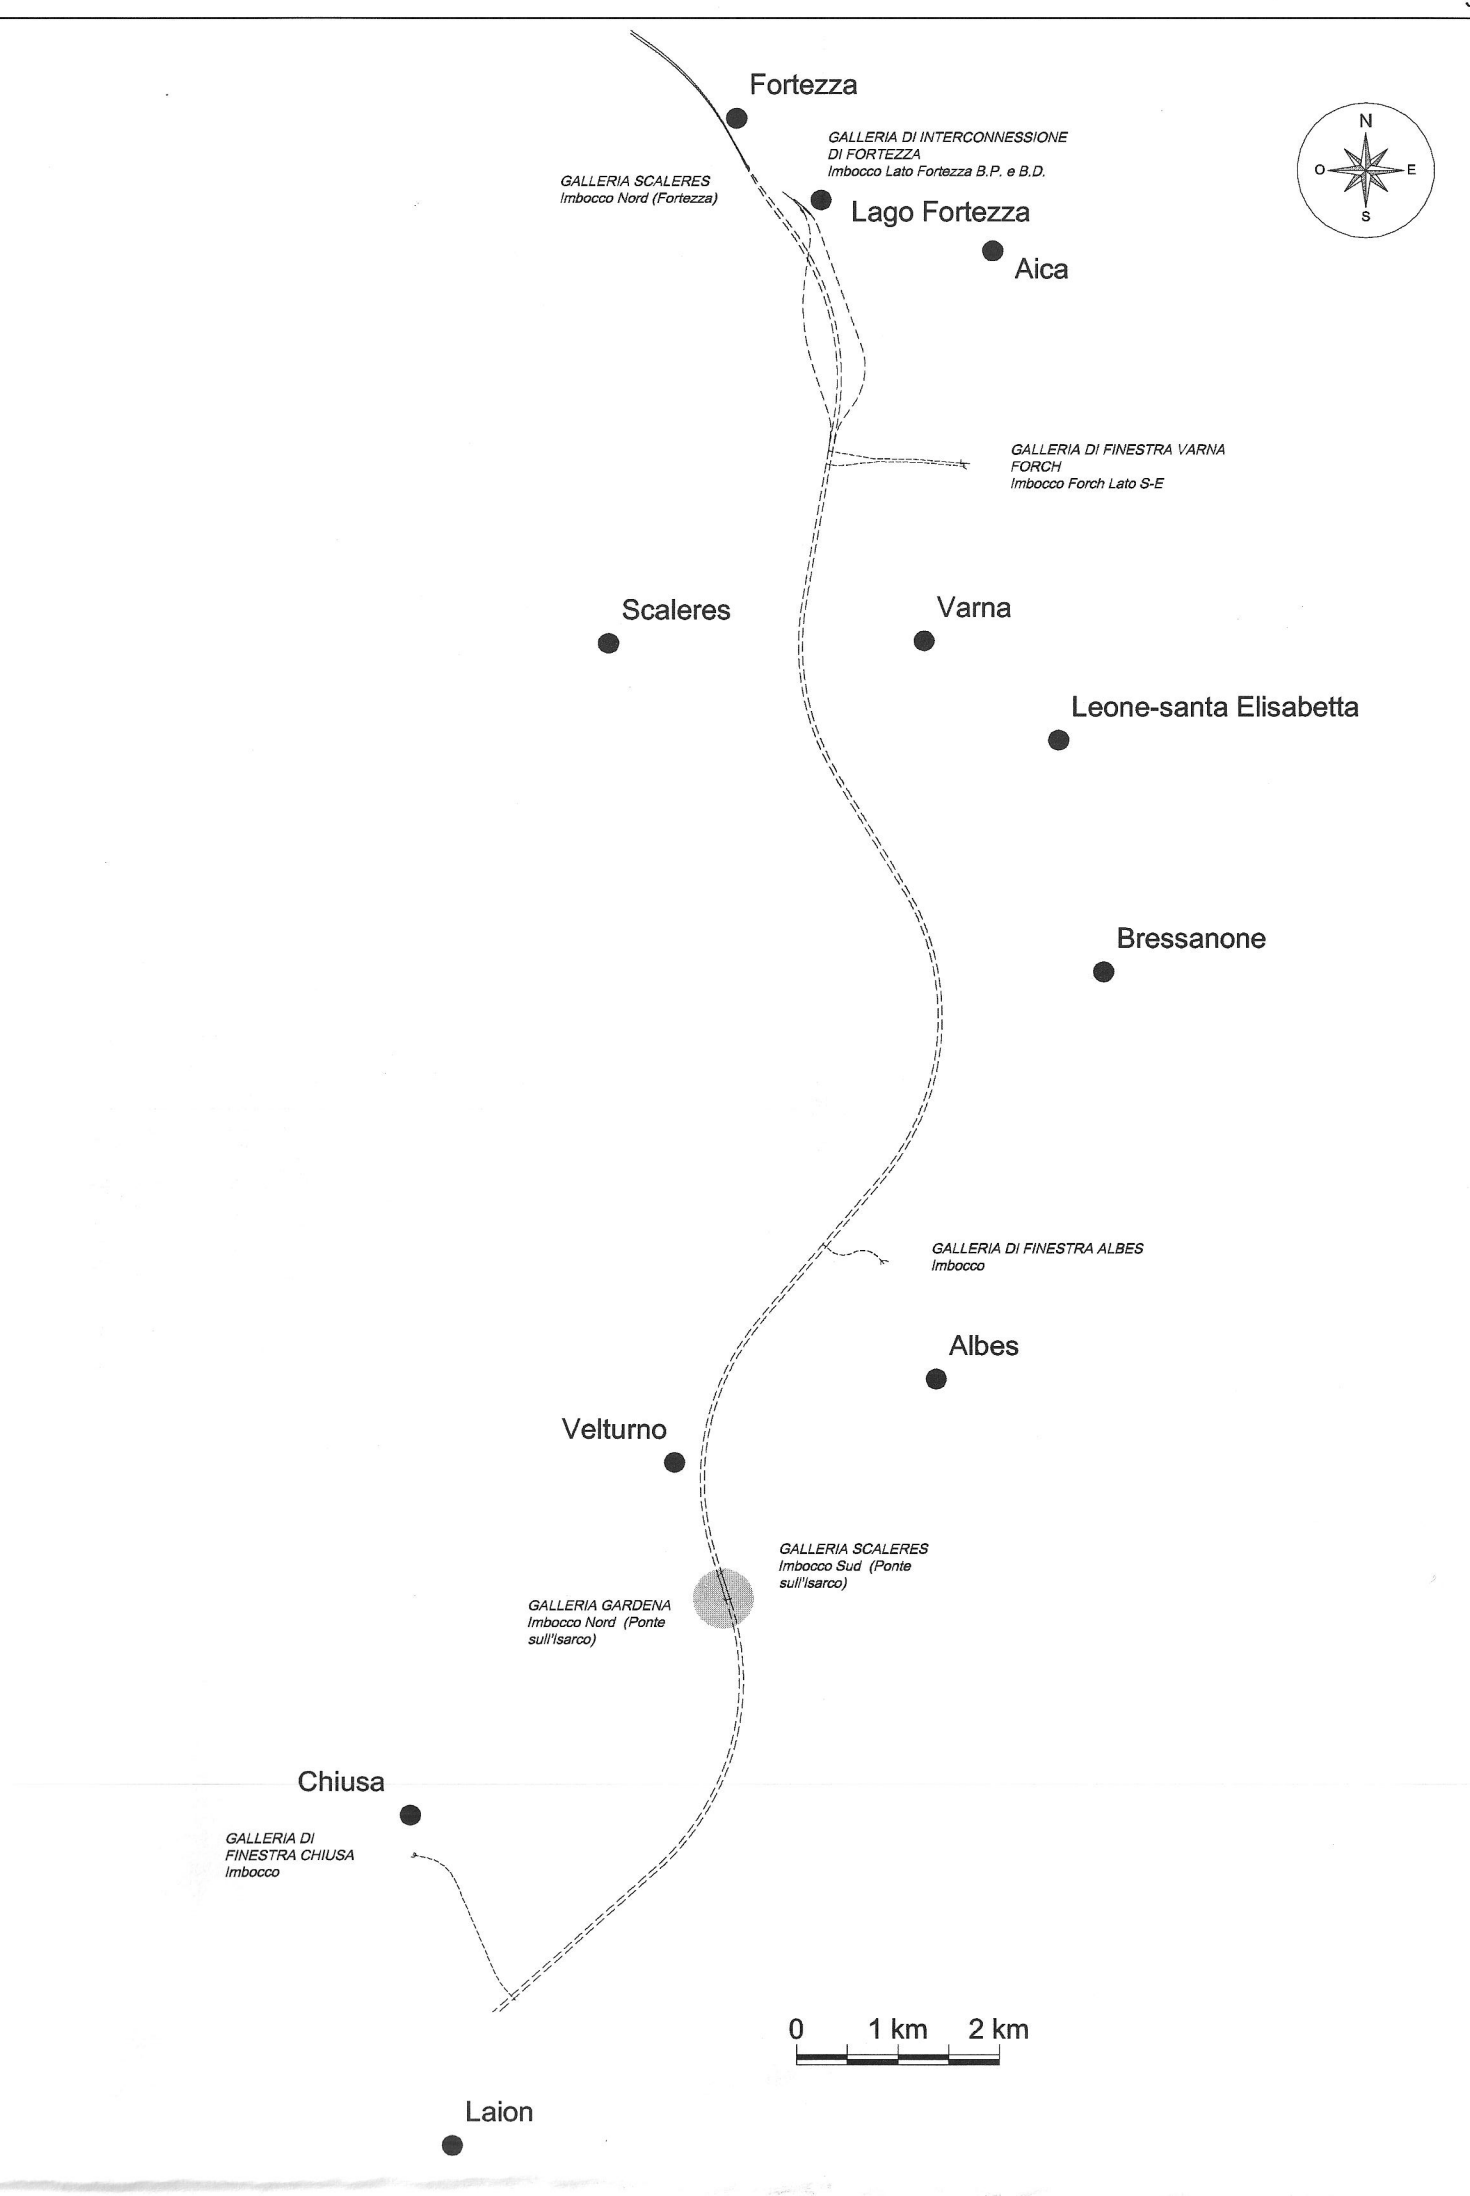 Fortezza
GALLERIA DI INTERCONNESSIONE
DI FORTEZZA
Imbocco Lato Fortezza B.P. e B.D.
N
O
E
S
GALLERIA SCALERES
Imbocco Nord (Fortezza)
Lago Fortezza
Aica
GALLERIA DI FINESTRA VARNA
FORCH
Imbocco Forch Lato S-E
Scaleres
Varna
Leone-santa Elisabetta
Bressanone
GALLERIA DI FINESTRA ALBES
Imbocco
Albes
Velturno
GALLERIA SCALERES
Imbocco Sud (Ponte
sull'Isarco)
GALLERIA GARDENA
Imbocco Nord (Ponte
sull'Isarco)
Chiusa
GALLERIA DI
FINESTRA CHIUSA
Imbocco
0 1 km 2 km
Laion